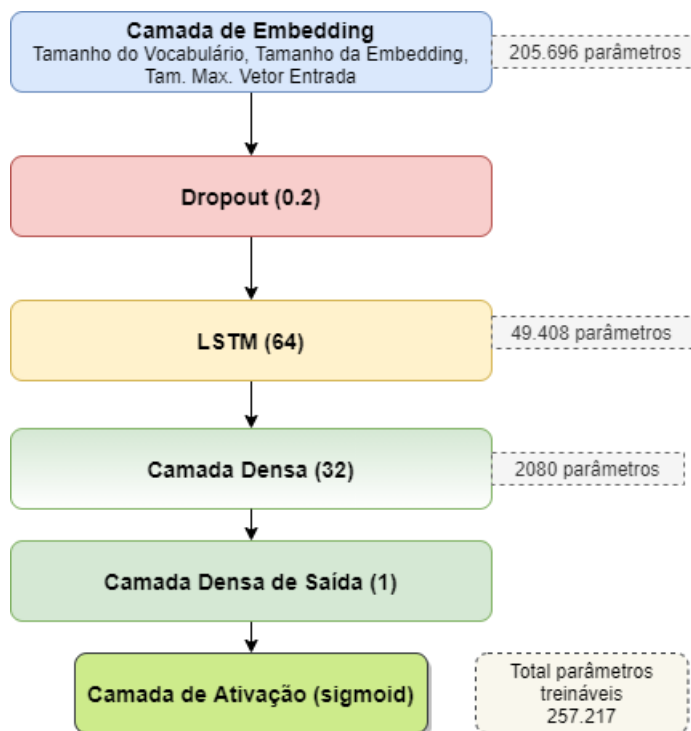 Camada de Embedding
Tamanho do Vocabulário, Tamanho da Embedding,
Tam. Max. Vetor Entrada
205.696 parâmetros
Dropout (0.2)
LSTM (64)
49.408 parâmetros
Camada Densa (32)
2080 parâmetros
Camada Densa de Saída (1)
Camada de Ativação (sigmoid)
Total parâmetros
treináveis
257.217